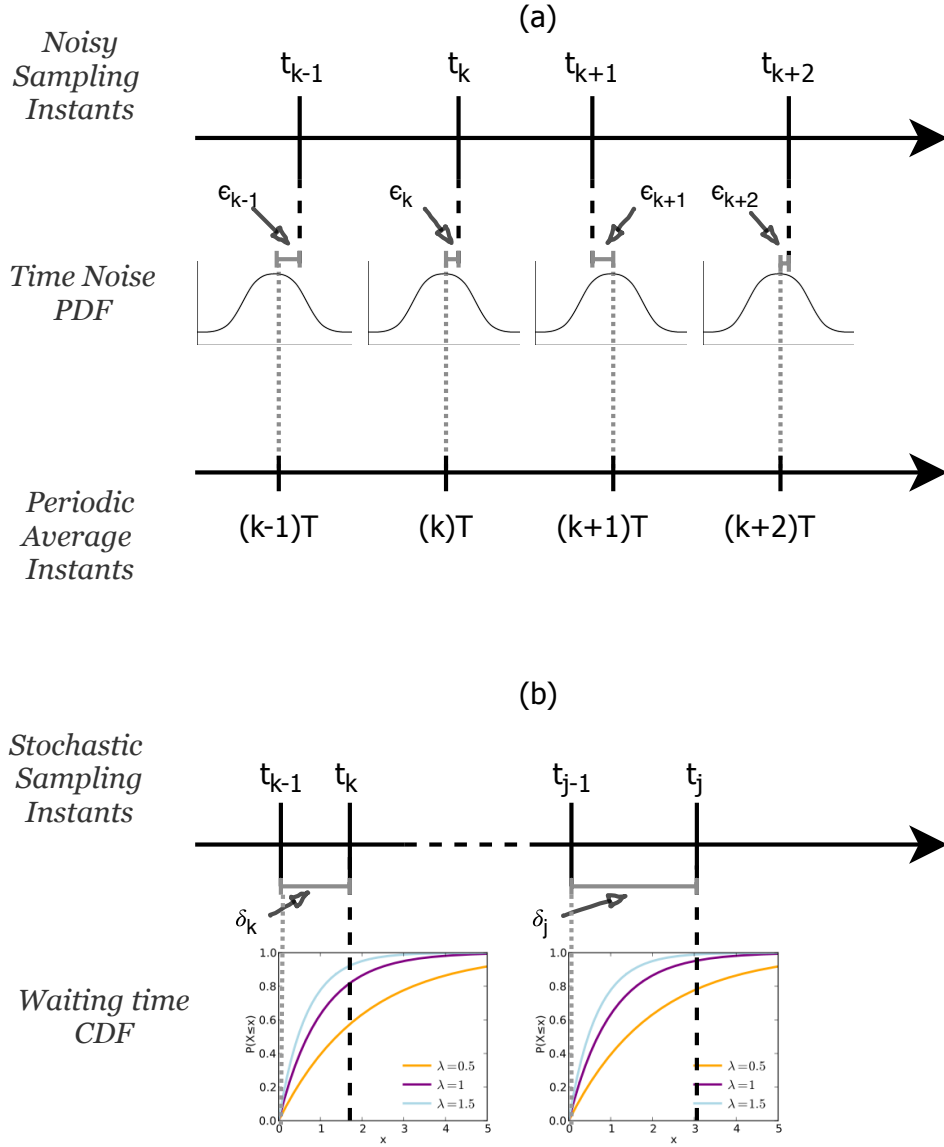 (a)
Noisy
Sampling
Instants
t_{k-1} t_k t_{k+1} t_{k+2}
ϵ_{k-1} ϵ_k ϵ_{k+1} ϵ_{k+2}
Time Noise
PDF
Periodic
Average
Instants
(k-1)T (k)T (k+1)T (k+2)T
(b)
Stochastic
Sampling
Instants
t_{k-1} t_k t_{j-1} t_j
δ_k δ_j
Waiting time
CDF
P(X≤x)
1.0
0.8
0.6
0.4
0.2
0.0
λ=0.5
λ=1
λ=1.5
0 1 2 3 4 5
x
P(X≤x)
1.0
0.8
0.6
0.4
0.2
0.0
λ=0.5
λ=1
λ=1.5
0 1 2 3 4 5
x